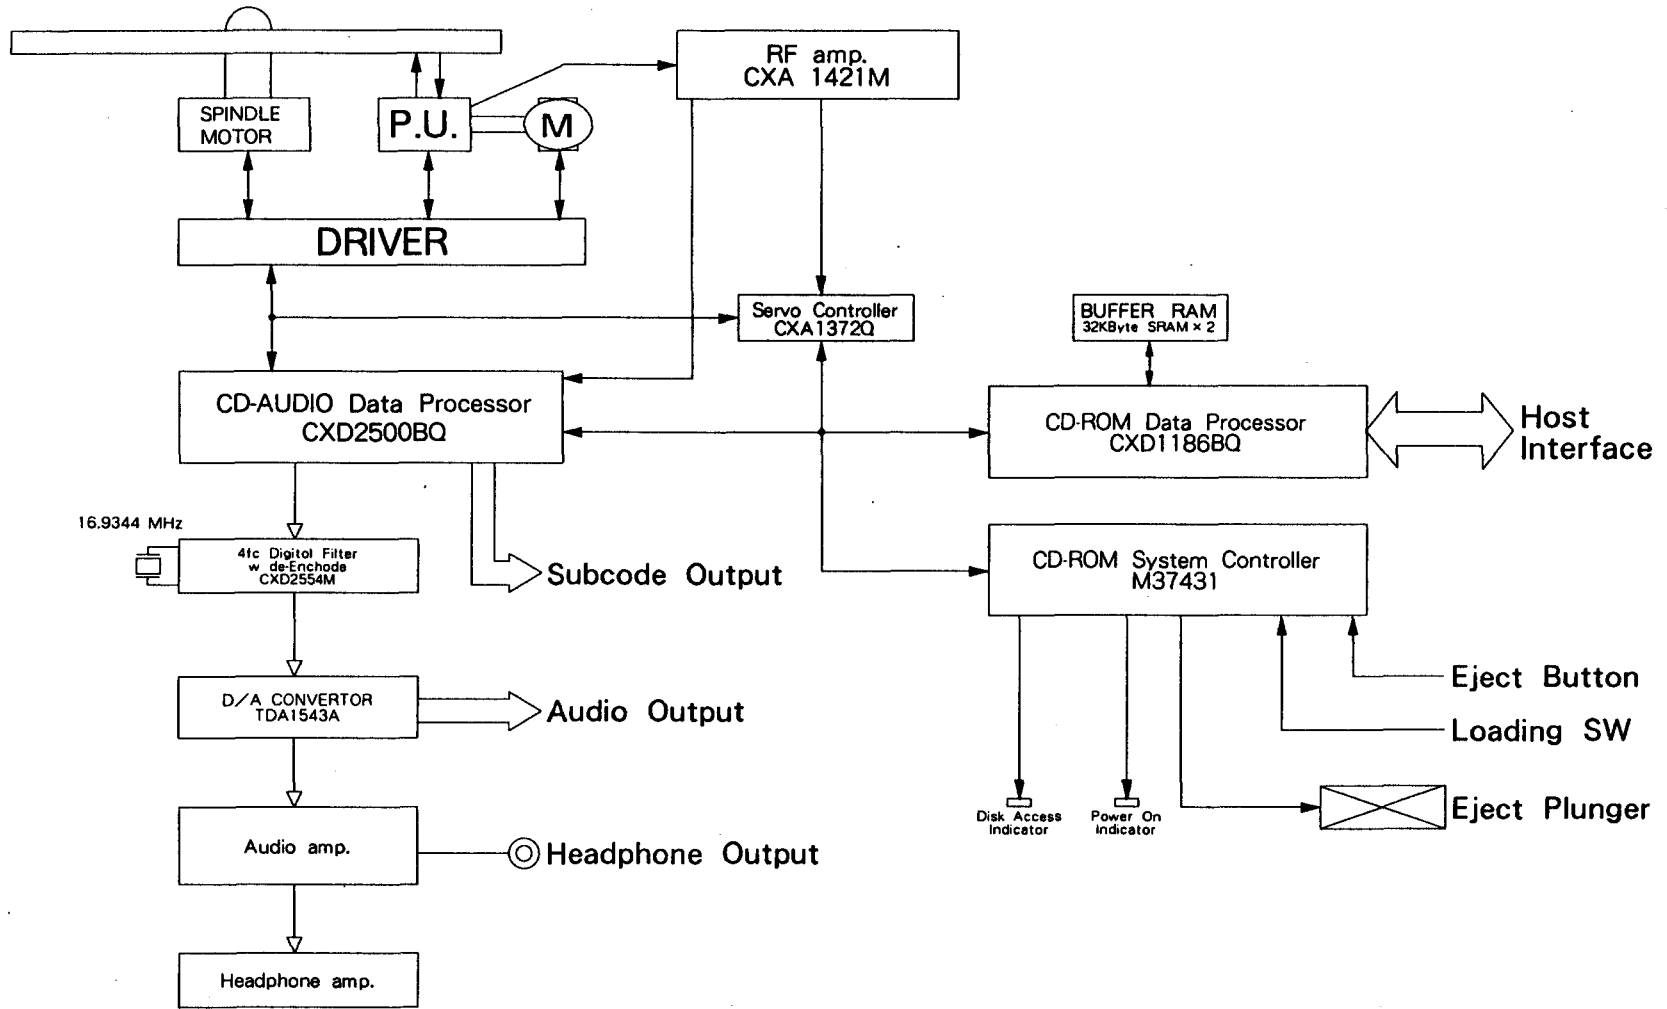 RF amp.
CXA 1421M
SPINDLE
MOTOR
P.U.
M
DRIVER
Servo Controller
CXA1372Q
BUFFER RAM
32KByte SRAM × 2
CD-AUDIO Data Processor
CXD2500BQ
CD-ROM Data Processor
CXD1186BQ
Host
Interface
16.9344 MHz
4fc Digitol Filter
w de-Enchode
CXD2554M
Subcode Output
CD-ROM System Controller
M37431
D/A CONVERTOR
TDA1543A
Audio Output
Eject Button
Loading SW
Disk Access
Indicator
Power On
Indicator
Eject Plunger
Audio amp.
Headphone Output
Headphone amp.